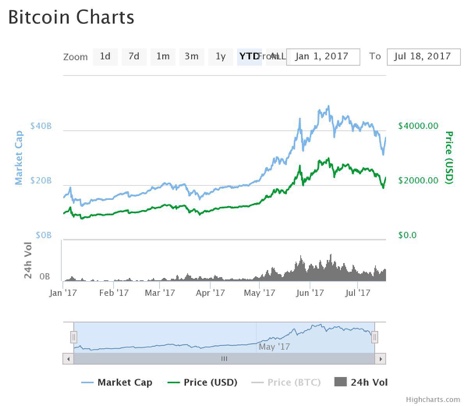 Bitcoin Charts
Zoom 1d 7d 1m 3m 1y YTD ALL From Jan 1, 2017 To Jul 18, 2017
Market Cap
$40B
$20B
$0B
Price (USD)
$4000.00
$2000.00
$0.0
24h Vol
0B
Jan '17 Feb '17 Mar '17 Apr '17 May '17 Jun '17 Jul '17
May '17
Market Cap Price (USD) Price (BTC) 24h Vol
Highcharts.com